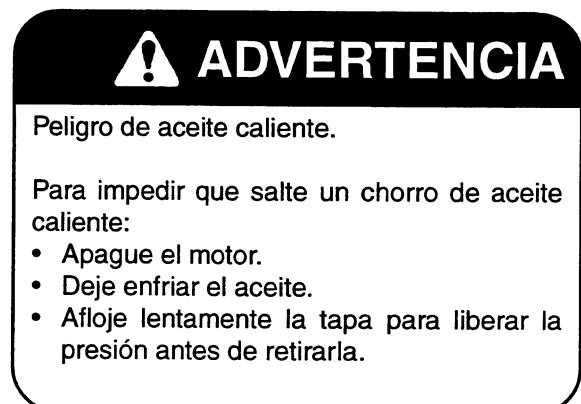 ADVERTENCIA
Peligro de aceite caliente.
Para impedir que salte un chorro de aceite
caliente:
• Apague el motor.
• Deje enfriar el aceite.
• Afloje lentamente la tapa para liberar la
presión antes de retirarla.